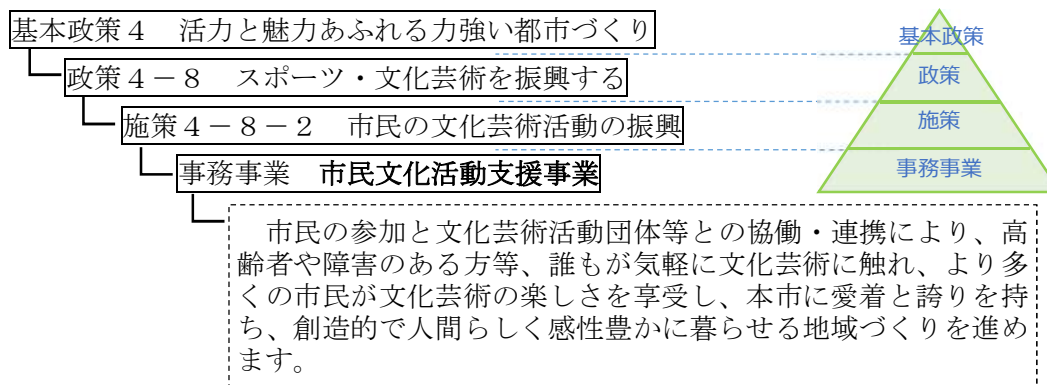 基本政策４　活力と魅力あふれる力強い都市づくり
政策４－８　スポーツ・文化芸術を振興する
施策４－８－２　市民の文化芸術活動の振興
事務事業　市民文化活動支援事業
市民の参加と文化芸術活動団体等との協働・連携により、高
齢者や障害のある方等、誰もが気軽に文化芸術に触れ、より多
くの市民が文化芸術の楽しさを享受し、本市に愛着と誇りを持
ち、創造的で人間らしく感性豊かに暮らせる地域づくりを進め
ます。
基本政策
政策
施策
事務事業